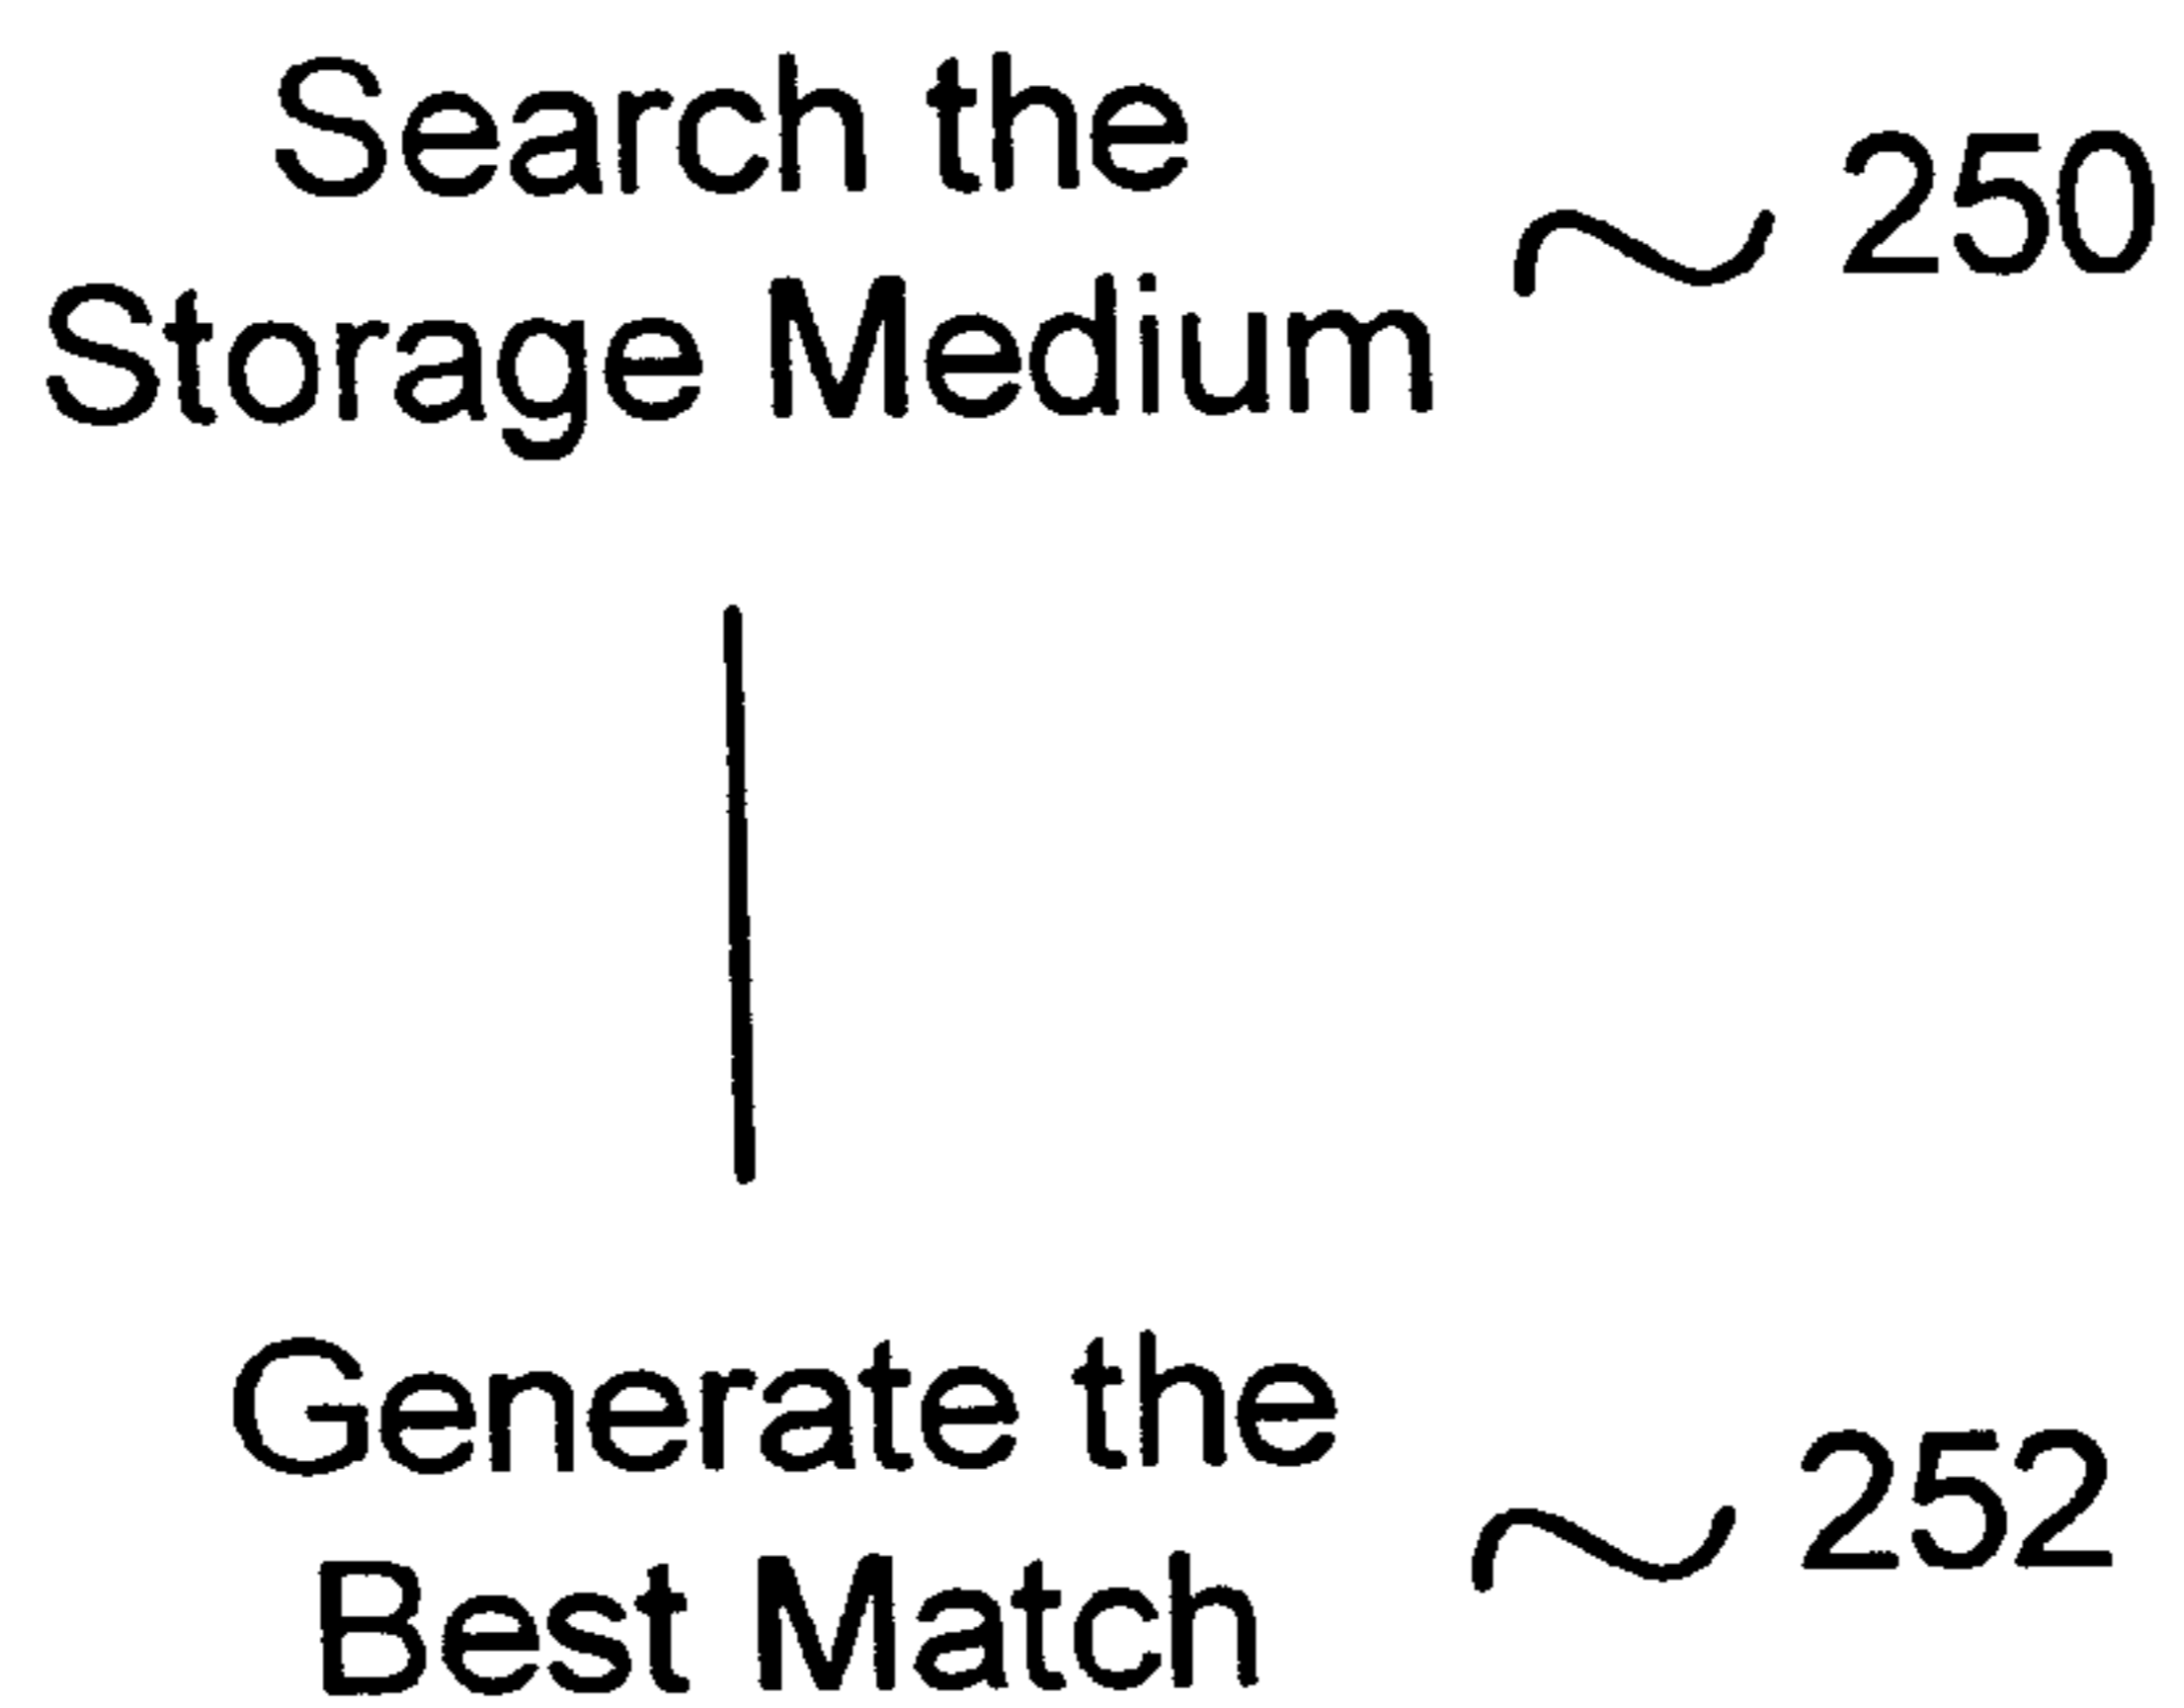 Search the
Storage Medium
250
Generate the
Best Match
252